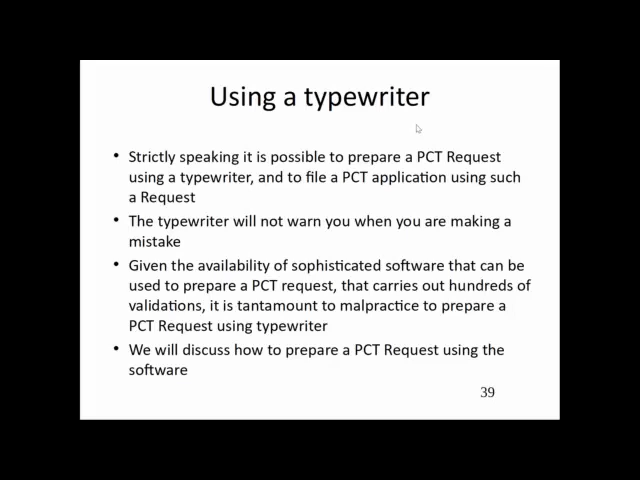 Using a typewriter
• Strictly speaking it is possible to prepare a PCT Request
using a typewriter, and to file a PCT application using such
a Request
• The typewriter will not warn you when you are making a
mistake
• Given the availability of sophisticated software that can be
used to prepare a PCT request, that carries out hundreds of
validations, it is tantamount to malpractice to prepare a
PCT Request using typewriter
• We will discuss how to prepare a PCT Request using the
software
39